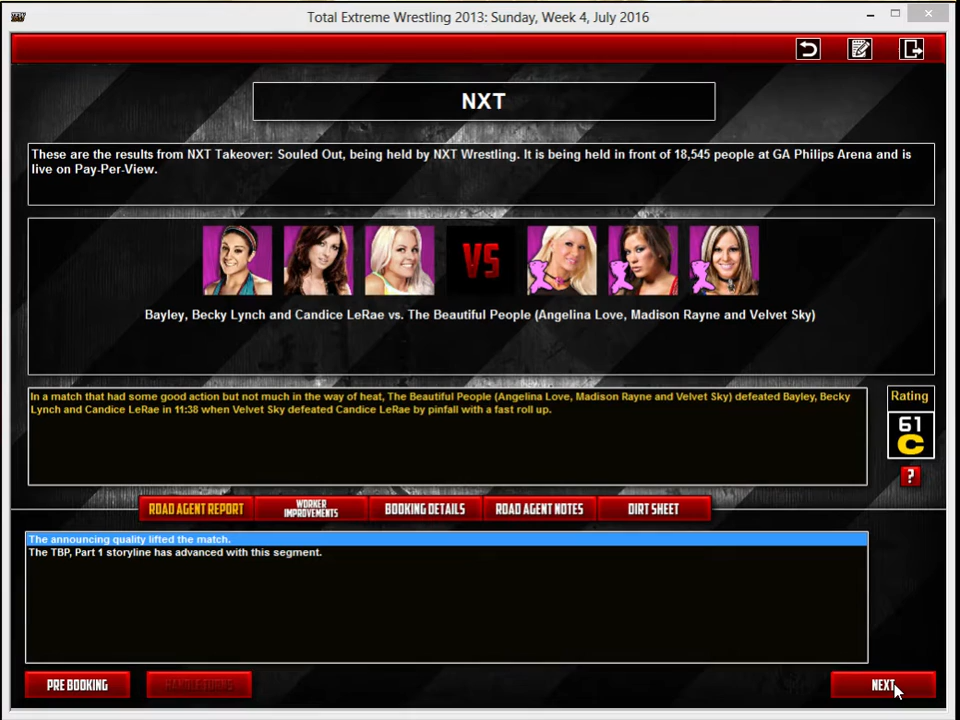 Total Extreme Wrestling 2013: Sunday, Week 4, July 2016
NXT
These are the results from NXT Takeover: Souled Out, being held by NXT Wrestling. It is being held in front of 18,545 people at GA Philips Arena and is
live on Pay-Per-View.
VS
Bayley, Becky Lynch and Candice LeRae vs. The Beautiful People (Angelina Love, Madison Rayne and Velvet Sky)
In a match that had some good action but not much in the way of heat, The Beautiful People (Angelina Love, Madison Rayne and Velvet Sky) defeated Bayley, Becky
Lynch and Candice LeRae in 11:38 when Velvet Sky defeated Candice LeRae by pinfall with a fast roll up.
Rating
61
C
?
ROAD AGENT REPORT
WORKER
IMPROVEMENTS
BOOKING DETAILS
ROAD AGENT NOTES
DIRT SHEET
The announcing quality lifted the match.
The TBP, Part 1 storyline has advanced with this segment.
PRE BOOKING
NEXT